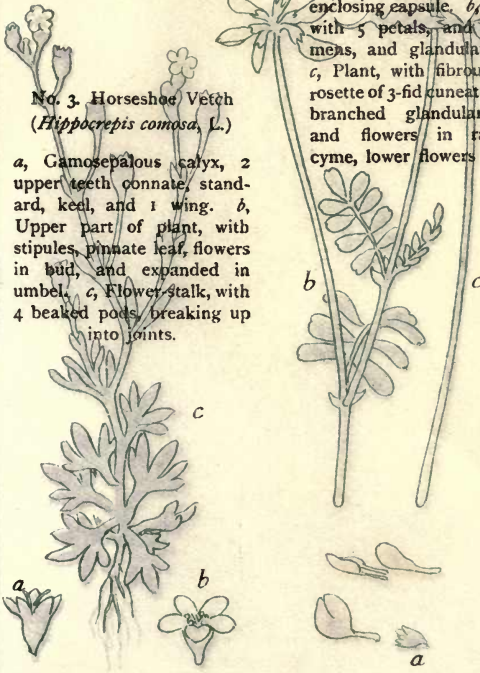 No. 3. Horseshoe Vetch
(Hippocrepis comosa, L.)
a, Gamosepalous calyx, 2
upper teeth connate, stand-
ard, keel, and 1 wing. b,
Upper part of plant, with
stipules, pinnate leaf, flowers
in bud, and expanded in
umbel. c, Flower-stalk, with
4 beaked pods, breaking up
into joints.
enclosing capsule. b,
with 5 petals, and
mens, and glandula
c, Plant, with fibrou
rosette of 3-fid cuneat
branched glandula
and flowers in ra
cyme, lower flowers
b
c
c
a
b
a